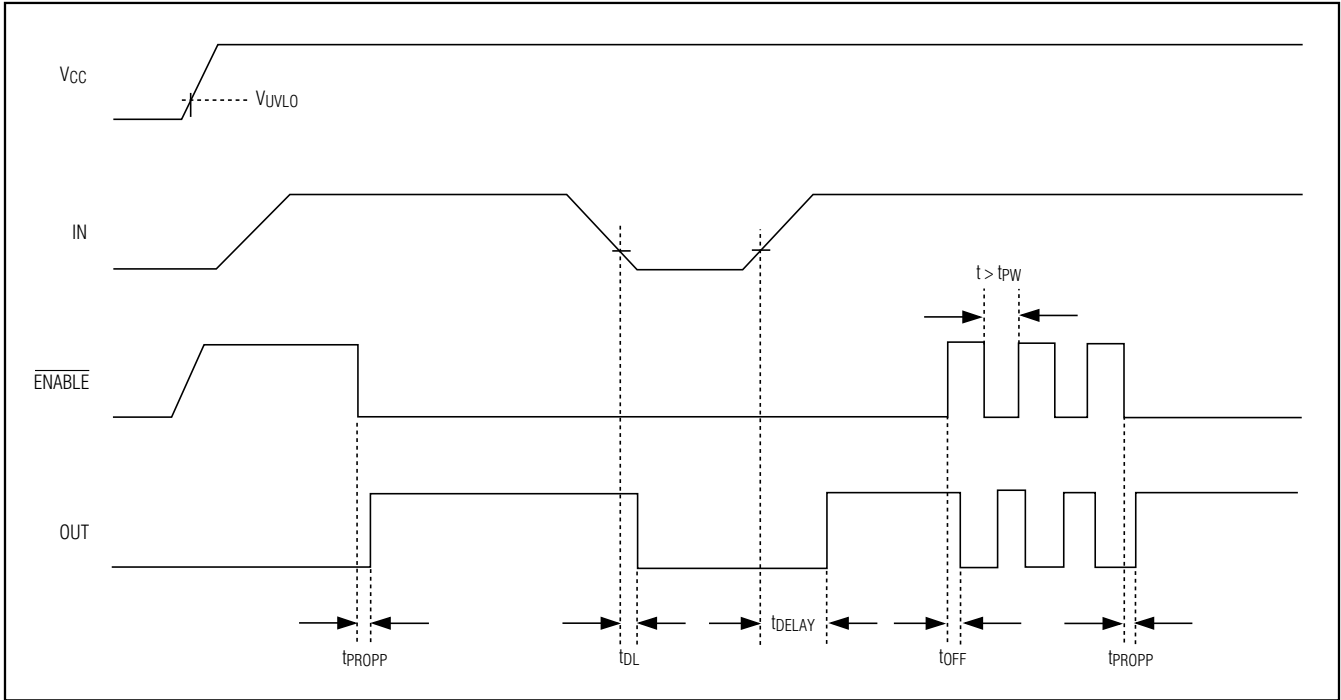 VCC
VUVLO
IN
t > tPW
ENABLE
OUT
tDELAY
tPROPP
tDL
tOFF
tPROPP